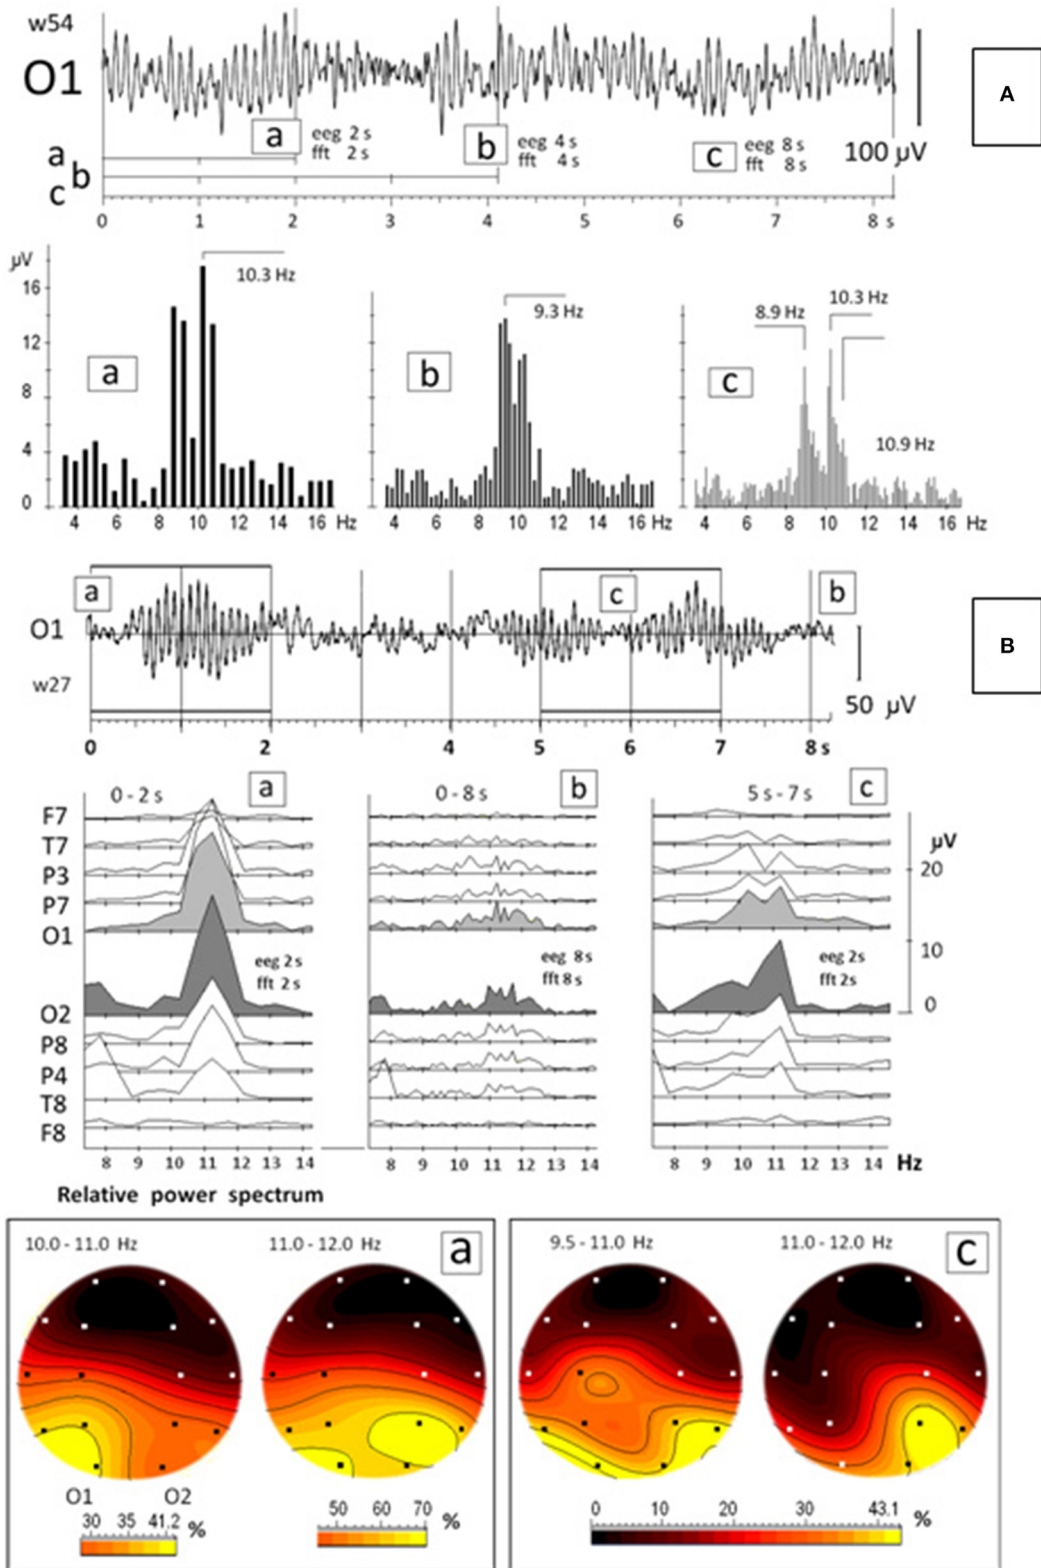 w54
O1
A
a eeg 2 s
fft 2 s
b eeg 4 s
fft 4 s
c eeg 8 s
fft 8 s
100 µV
a
b
c
0 1 2 3 4 5 6 7 8 s
µV
16
12
8
4
0
a
10.3 Hz
4 6 8 10 12 14 16 Hz
b
9.3 Hz
4 6 8 10 12 14 16 Hz
c
8.9 Hz
10.3 Hz
10.9 Hz
4 6 8 10 12 14 16 Hz
a
c
b
O1
w27
B
50 µV
0 2 4 5 6 7 8 s
0 - 2 s
a
0 - 8 s
b
5 s - 7 s
c
F7
T7
P3
P7
O1
O2
P8
P4
T8
F8
eeg 2 s
fft 2 s
eeg 8 s
fft 8 s
eeg 2s
fft 2s
µV
20
10
0
8 9 10 11 12 13 14
8 9 10 11 12 13 14
8 9 10 11 12 13 14 Hz
Relative power spectrum
10.0 - 11.0 Hz
11.0 - 12.0 Hz
a
9.5 - 11.0 Hz
11.0 - 12.0 Hz
c
O1 O2
30 35 41.2 %
50 60 70 %
0 10 20 30 43.1 %